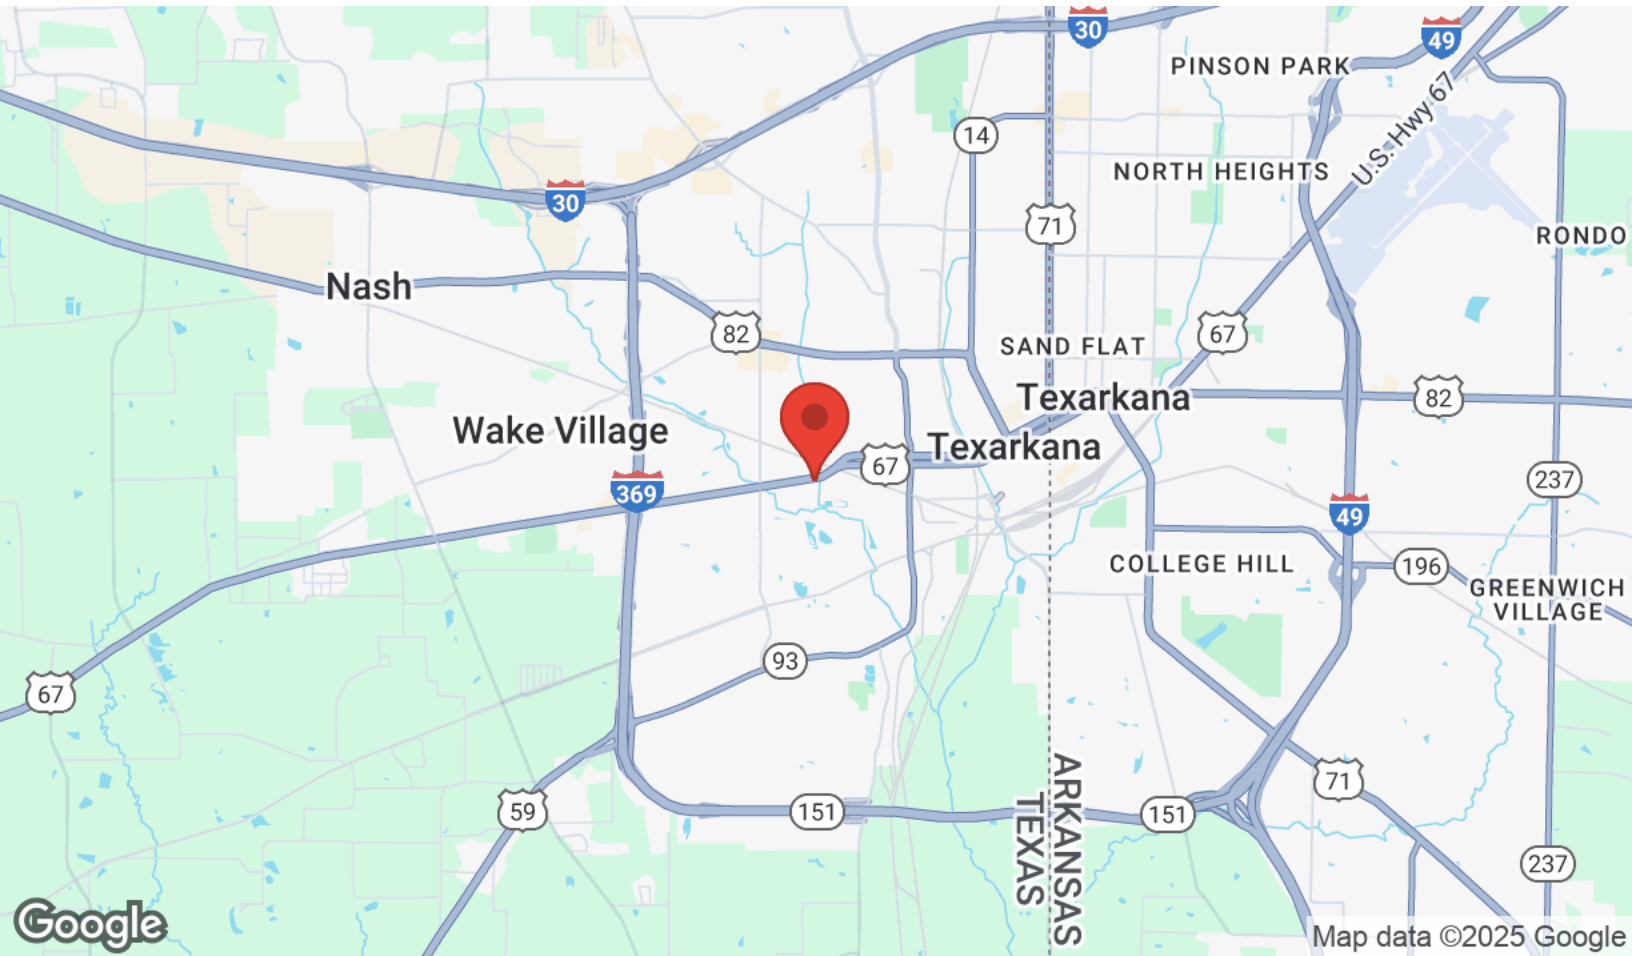 30
49
PINSON PARK
U.S. Hwy 67
14
NORTH HEIGHTS
30
71
RONDO
Nash
82
67
SAND FLAT
82
Texarkana
Wake Village
Texarkana
67
237
369
49
COLLEGE HILL
196
GREENWICH
VILLAGE
93
67
71
59
151
151
ARKANSAS
TEXAS
237
Google
Map data ©2025 Google